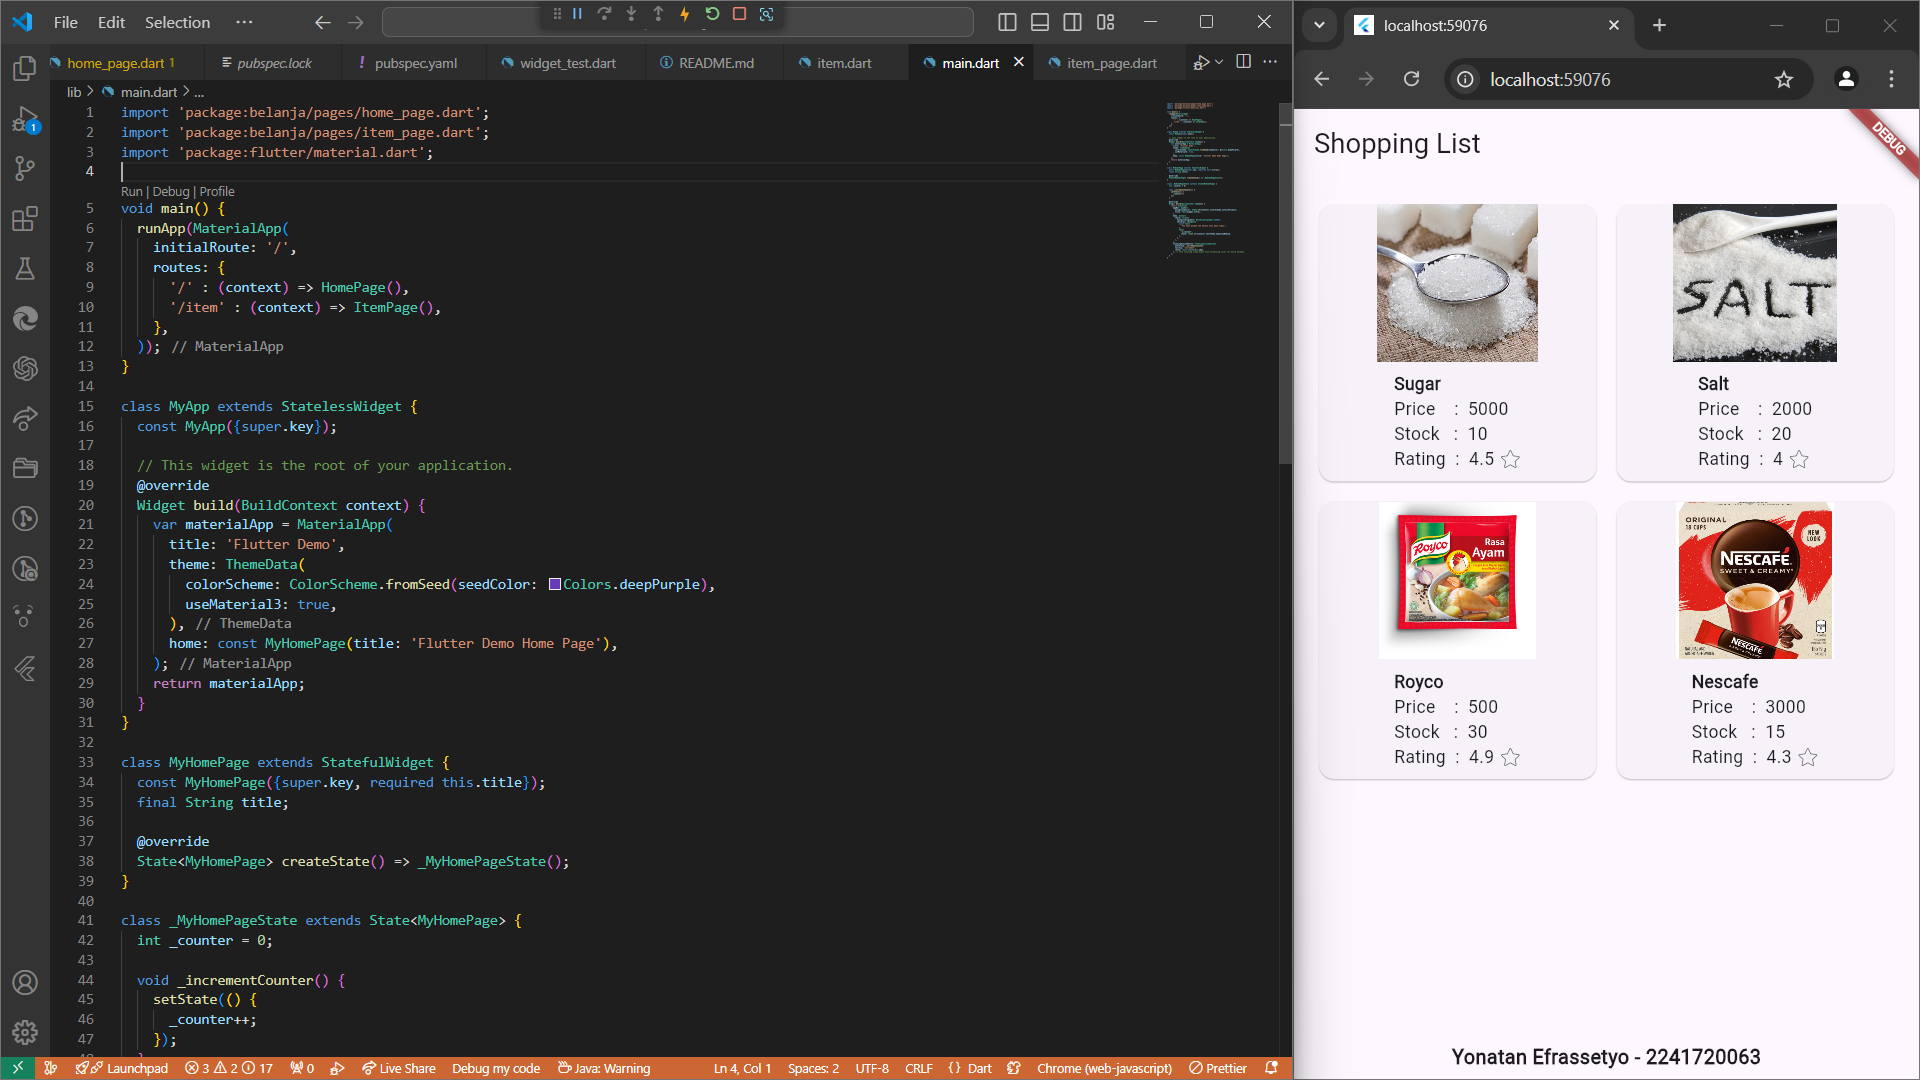 File Edit Selection ...
home_page.dart 1
pubspec.lock
! pubspec.yaml
widget_test.dart
README.md
item.dart
main.dart
item_page.dart
lib > main.dart > ...
1 import 'package:belanja/pages/home_page.dart';
2 import 'package:belanja/pages/item_page.dart';
3 import 'package:flutter/material.dart';
4
Run | Debug | Profile
5 void main() {
6 runApp(MaterialApp(
7 initialRoute: '/',
8 routes: {
9 '/' : (context) => HomePage(),
10 '/item' : (context) => ItemPage(),
11 },
12 )); // MaterialApp
13 }
14
15 class MyApp extends StatelessWidget {
16 const MyApp({super.key});
17
18 // This widget is the root of your application.
19 @override
20 Widget build(BuildContext context) {
21 var materialApp = MaterialApp(
22 title: 'Flutter Demo',
23 theme: ThemeData(
24 colorScheme: ColorScheme.fromSeed(seedColor: Colors.deepPurple),
25 useMaterial3: true,
26 ), // ThemeData
27 home: const MyHomePage(title: 'Flutter Demo Home Page'),
28 ); // MaterialApp
29 return materialApp;
30 }
31 }
32
33 class MyHomePage extends StatefulWidget {
34 const MyHomePage({super.key, required this.title});
35 final String title;
36
37 @override
38 State<MyHomePage> createState() => _MyHomePageState();
39 }
40
41 class _MyHomePageState extends State<MyHomePage> {
42 int _counter = 0;
43
44 void _incrementCounter() {
45 setState(() {
46 _counter++;
47 });
1
Launchpad 3 2 17 0 Live Share Debug my code Java: Warning Ln 4, Col 1 Spaces: 2 UTF-8 CRLF {} Dart Chrome (web-javascript) Prettier
localhost:59076
localhost:59076
Shopping List
DEBUG
SALT
Sugar
Price : 5000
Stock : 10
Rating : 4.5
Salt
Price : 2000
Stock : 20
Rating : 4
Royco
Rasa
Ayam
Royco
Price : 500
Stock : 30
Rating : 4.9
ORIGINAL
18 CUPS
NEW
LOOK
NESCAFÉ
SWEET & CREAMY
NESCAFÉ
Nescafe
Price : 3000
Stock : 15
Rating : 4.3
Yonatan Efrassetyo - 2241720063